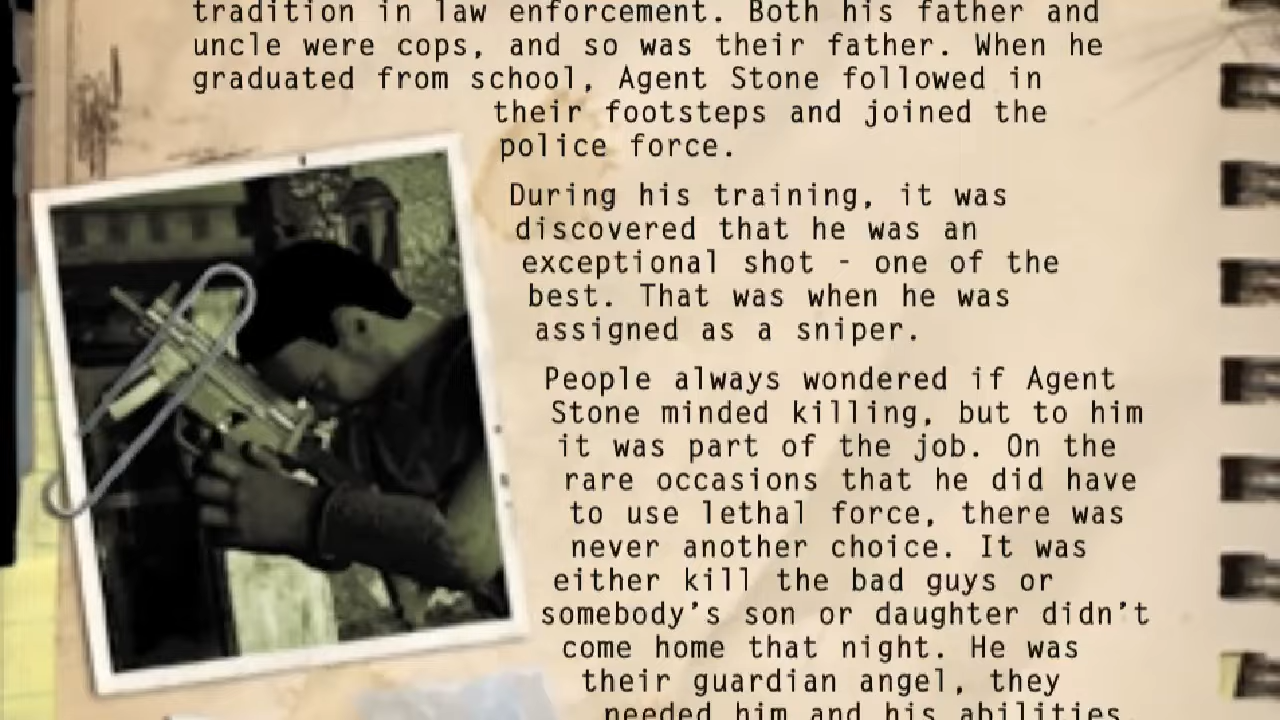 tradition in law enforcement. Both his father and
uncle were cops, and so was their father. When he
graduated from school, Agent Stone followed in
their footsteps and joined the
police force.
During his training, it was
discovered that he was an
exceptional shot - one of the
best. That was when he was
assigned as a sniper.
People always wondered if Agent
Stone minded killing, but to him
it was part of the job. On the
rare occasions that he did have
to use lethal force, there was
never another choice. It was
either kill the bad guys or
somebody's son or daughter didn't
come home that night. He was
their guardian angel, they
needed him and his abilities